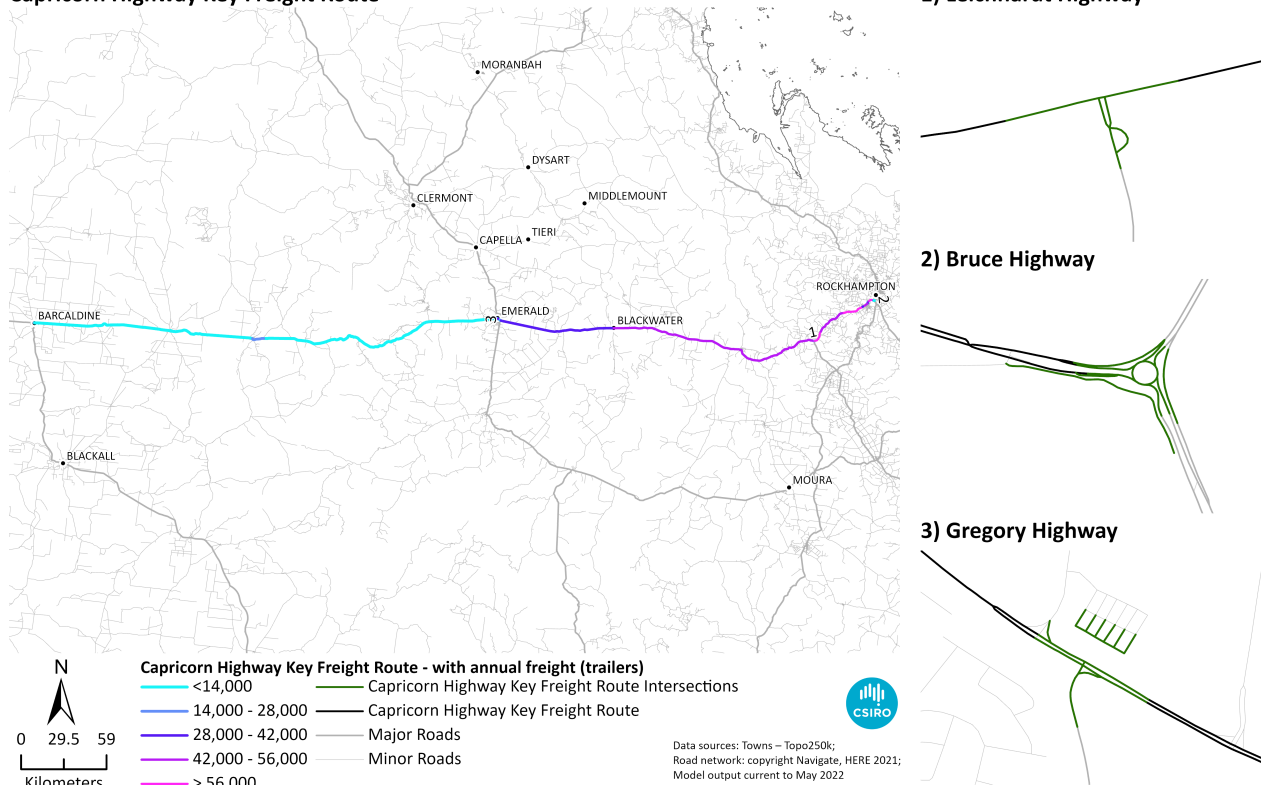 Capricorn Highway Key Freight Route
1) Leichhardt Highway
MORANBAH
DYSART
CLERMONT
MIDDLEMOUNT
TIERI
CAPELLA
2) Bruce Highway
ROCKHAMPTON
2
BARCALDINE
3
EMERALD
BLACKWATER
1
BLACKALL
MOURA
3) Gregory Highway
N
0 29.5 59
Kilometers
Capricorn Highway Key Freight Route - with annual freight (trailers)
<14,000
14,000 - 28,000
28,000 - 42,000
42,000 - 56,000
> 56,000
Capricorn Highway Key Freight Route Intersections
Capricorn Highway Key Freight Route
Major Roads
Minor Roads
CSIRO
Data sources: Towns – Topo250k;
Road network: copyright Navigate, HERE 2021;
Model output current to May 2022